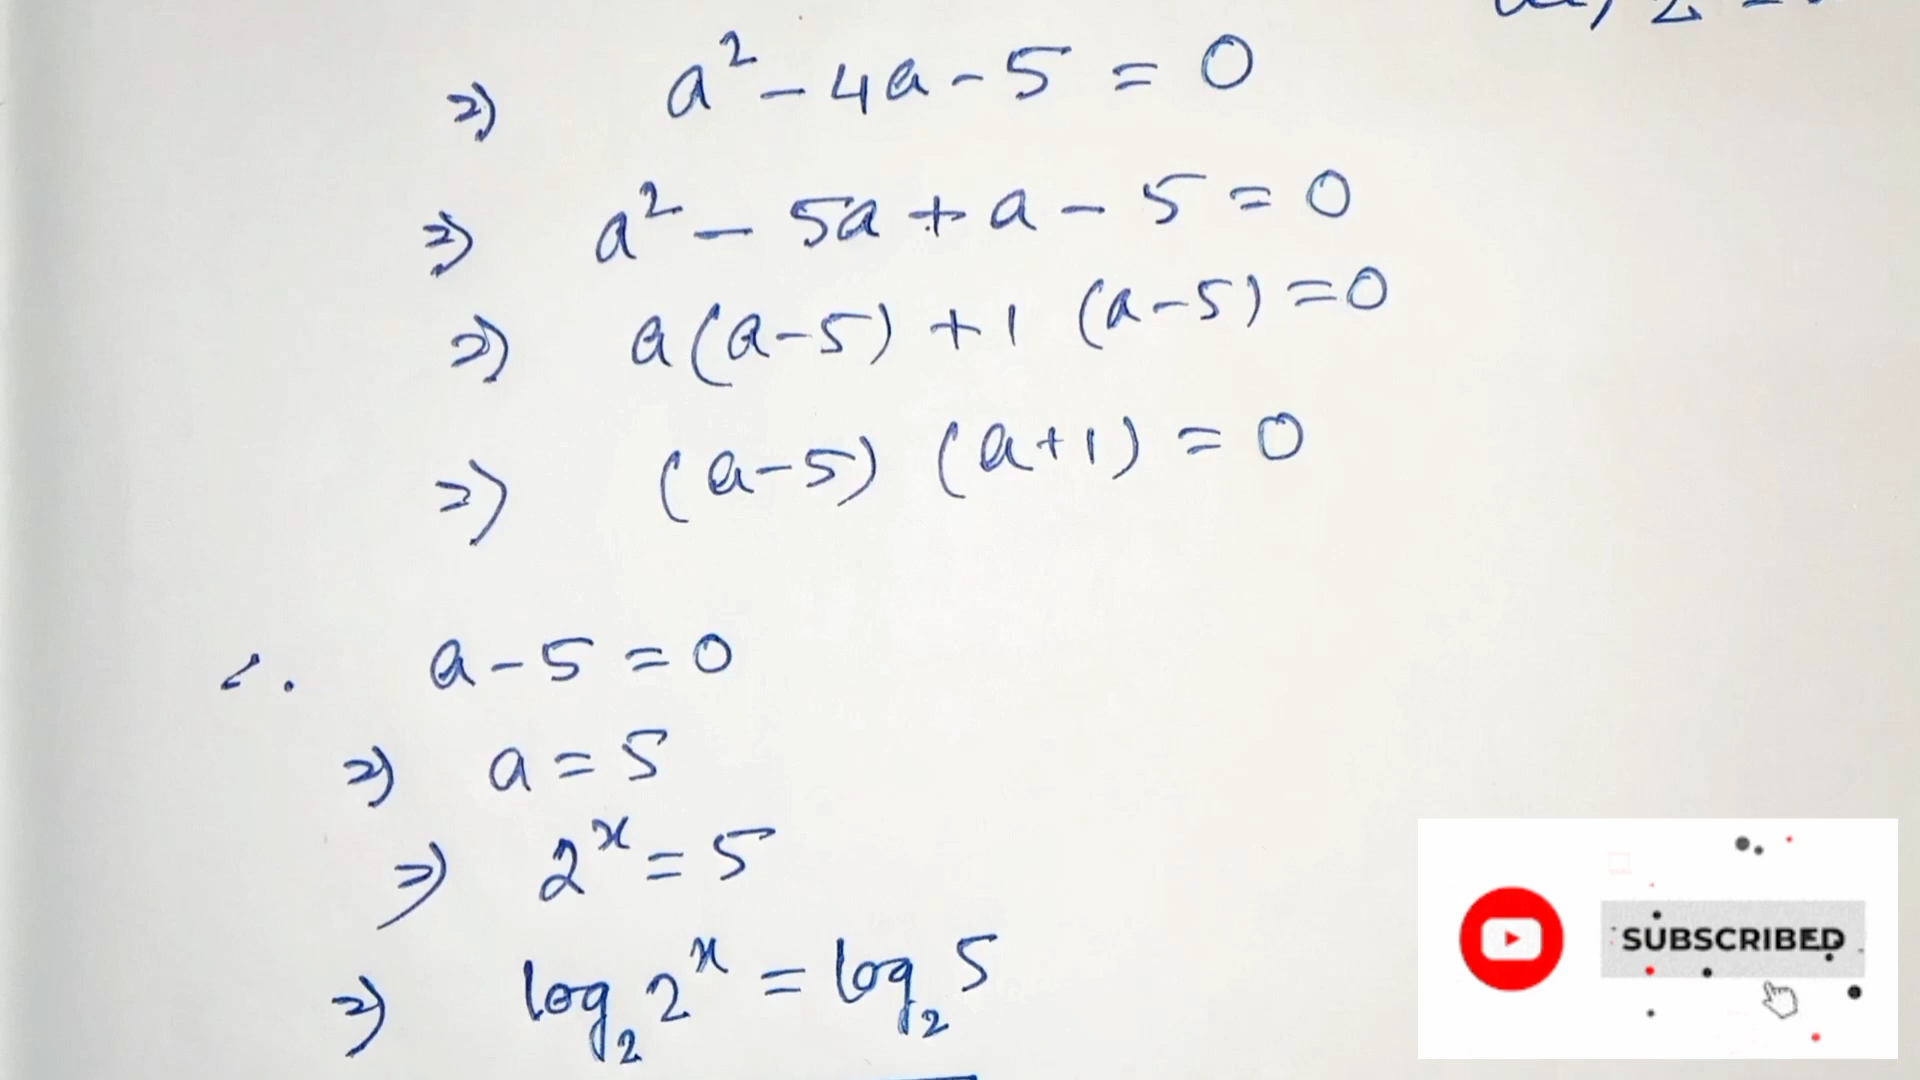 ⇒ a² - 4a - 5 = 0
⇒ a² - 5a + a - 5 = 0
⇒ a(a-5) + 1 (a-5) = 0
⇒ (a-5) (a+1) = 0
∴ a - 5 = 0
⇒ a = 5
⇒ 2ˣ = 5
⇒ log₂ 2ˣ = log₂ 5
SUBSCRIBED